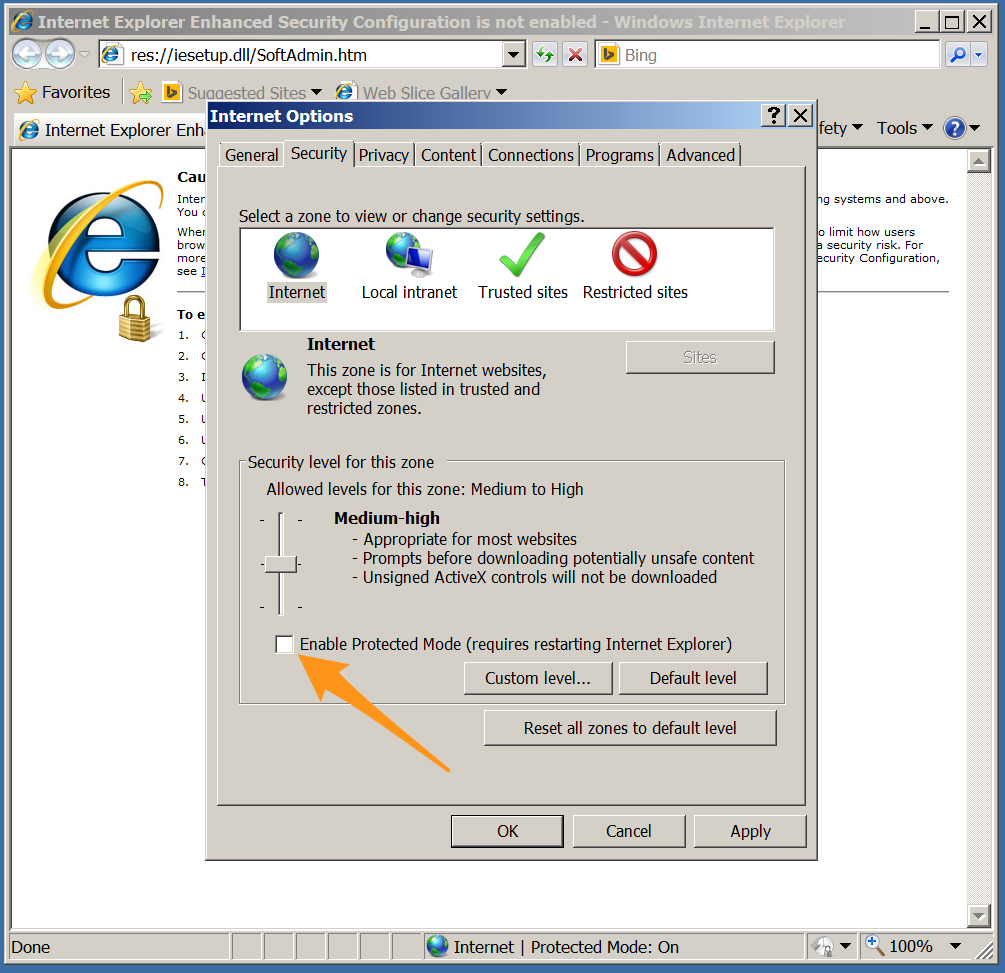 Internet Explorer Enhanced Security Configuration is not enabled - Windows Internet Explorer
res://iesetup.dll/SoftAdmin.htm
Bing
Favorites
Suggested Sites
Web Slice Gallery
Internet Explorer Enh
fety
Tools
Internet Options
General
Security
Privacy
Content
Connections
Programs
Advanced
Cau
Inter
ng systems and above.
You
Wher
o limit how users
brow
a security risk. For
more
ecurity Configuration,
see
To e
1.
2.
3.
4.
5.
6.
7.
8.
Select a zone to view or change security settings.
Internet
Local intranet
Trusted sites
Restricted sites
Internet
This zone is for Internet websites,
except those listed in trusted and
restricted zones.
Sites
Security level for this zone
Allowed levels for this zone: Medium to High
Medium-high
- Appropriate for most websites
- Prompts before downloading potentially unsafe content
- Unsigned ActiveX controls will not be downloaded
Enable Protected Mode (requires restarting Internet Explorer)
Custom level...
Default level
Reset all zones to default level
OK
Cancel
Apply
Done
Internet | Protected Mode: On
100%